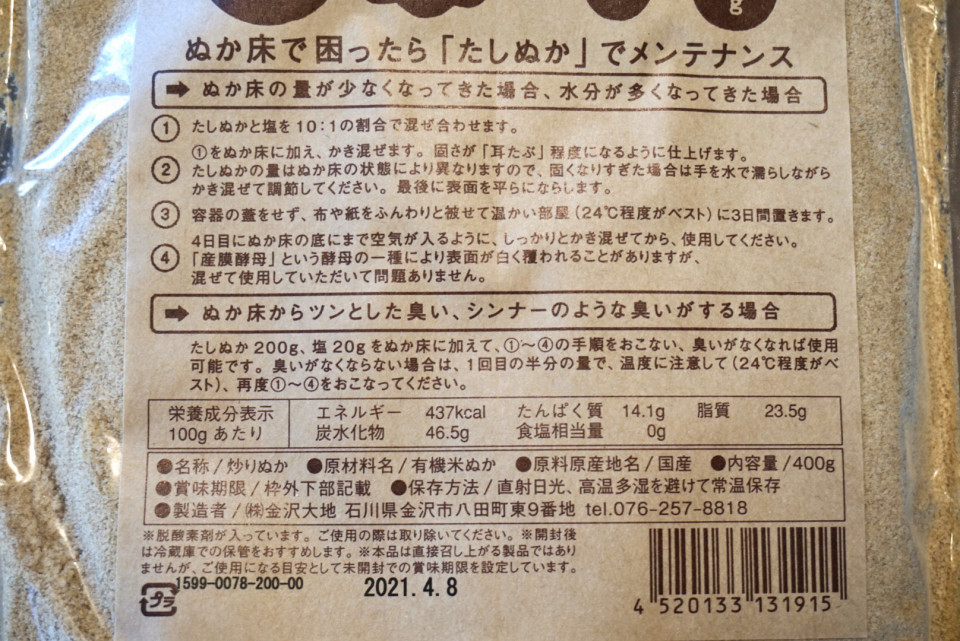 g
ぬか床で困ったら「たしぬか」でメンテナンス
➡ ぬか床の量が少なくなってきた場合、水分が多くなってきた場合
① たしぬかと塩を10:1の割合で混ぜ合わせます。
①をぬか床に加え、かき混ぜます。固さが「耳たぶ」程度になるように仕上げます。
② たしぬかの量はぬか床の状態により異なりますので、固くなりすぎた場合は手を水で濡らしながら
かき混ぜて調節してください。最後に表面を平らにならします。
③ 容器の蓋をせず、布や紙をふんわりと被せて温かい部屋(24℃程度がベスト)に3日間置きます。
4日目にぬか床の底にまで空気が入るように、しっかりとかき混ぜてから、使用してください。
④ 「産膜酵母」という酵母の一種により表面が白く覆われることがありますが、
混ぜて使用していただいて問題ありません。
➡ ぬか床からツンとした臭い、シンナーのような臭いがする場合
たしぬか200g、塩20gをぬか床に加えて、①〜④の手順をおこない、臭いがなくなれば使用
可能です。臭いがなくならない場合は、1回目の半分の量で、温度に注意して(24℃程度がベ
スト)、再度①〜④をおこなってください。
栄養成分表示 エネルギー 437kcal たんぱく質 14.1g 脂質 23.5g
100gあたり 炭水化物 46.5g 食塩相当量 0g
●名称/炒りぬか ●原材料名/有機米ぬか ●原料原産地名/国産 ●内容量/400g
●賞味期限/枠外下部記載 ●保存方法/直射日光、高温多湿を避けて常温保存
●製造者/㈱金沢大地 石川県金沢市八田町東9番地 tel.076-257-8818
※脱酸素剤が入っています。ご使用の際は取り除いてください。※開封後
は冷蔵庫での保管をおすすめします。※本品は直接召し上がる製品ではあり
ませんが、ご使用になる目安として未開封での賞味期限を設定しています。
プラ 1599-0078-200-00 2021.4.8
4 520133 131915